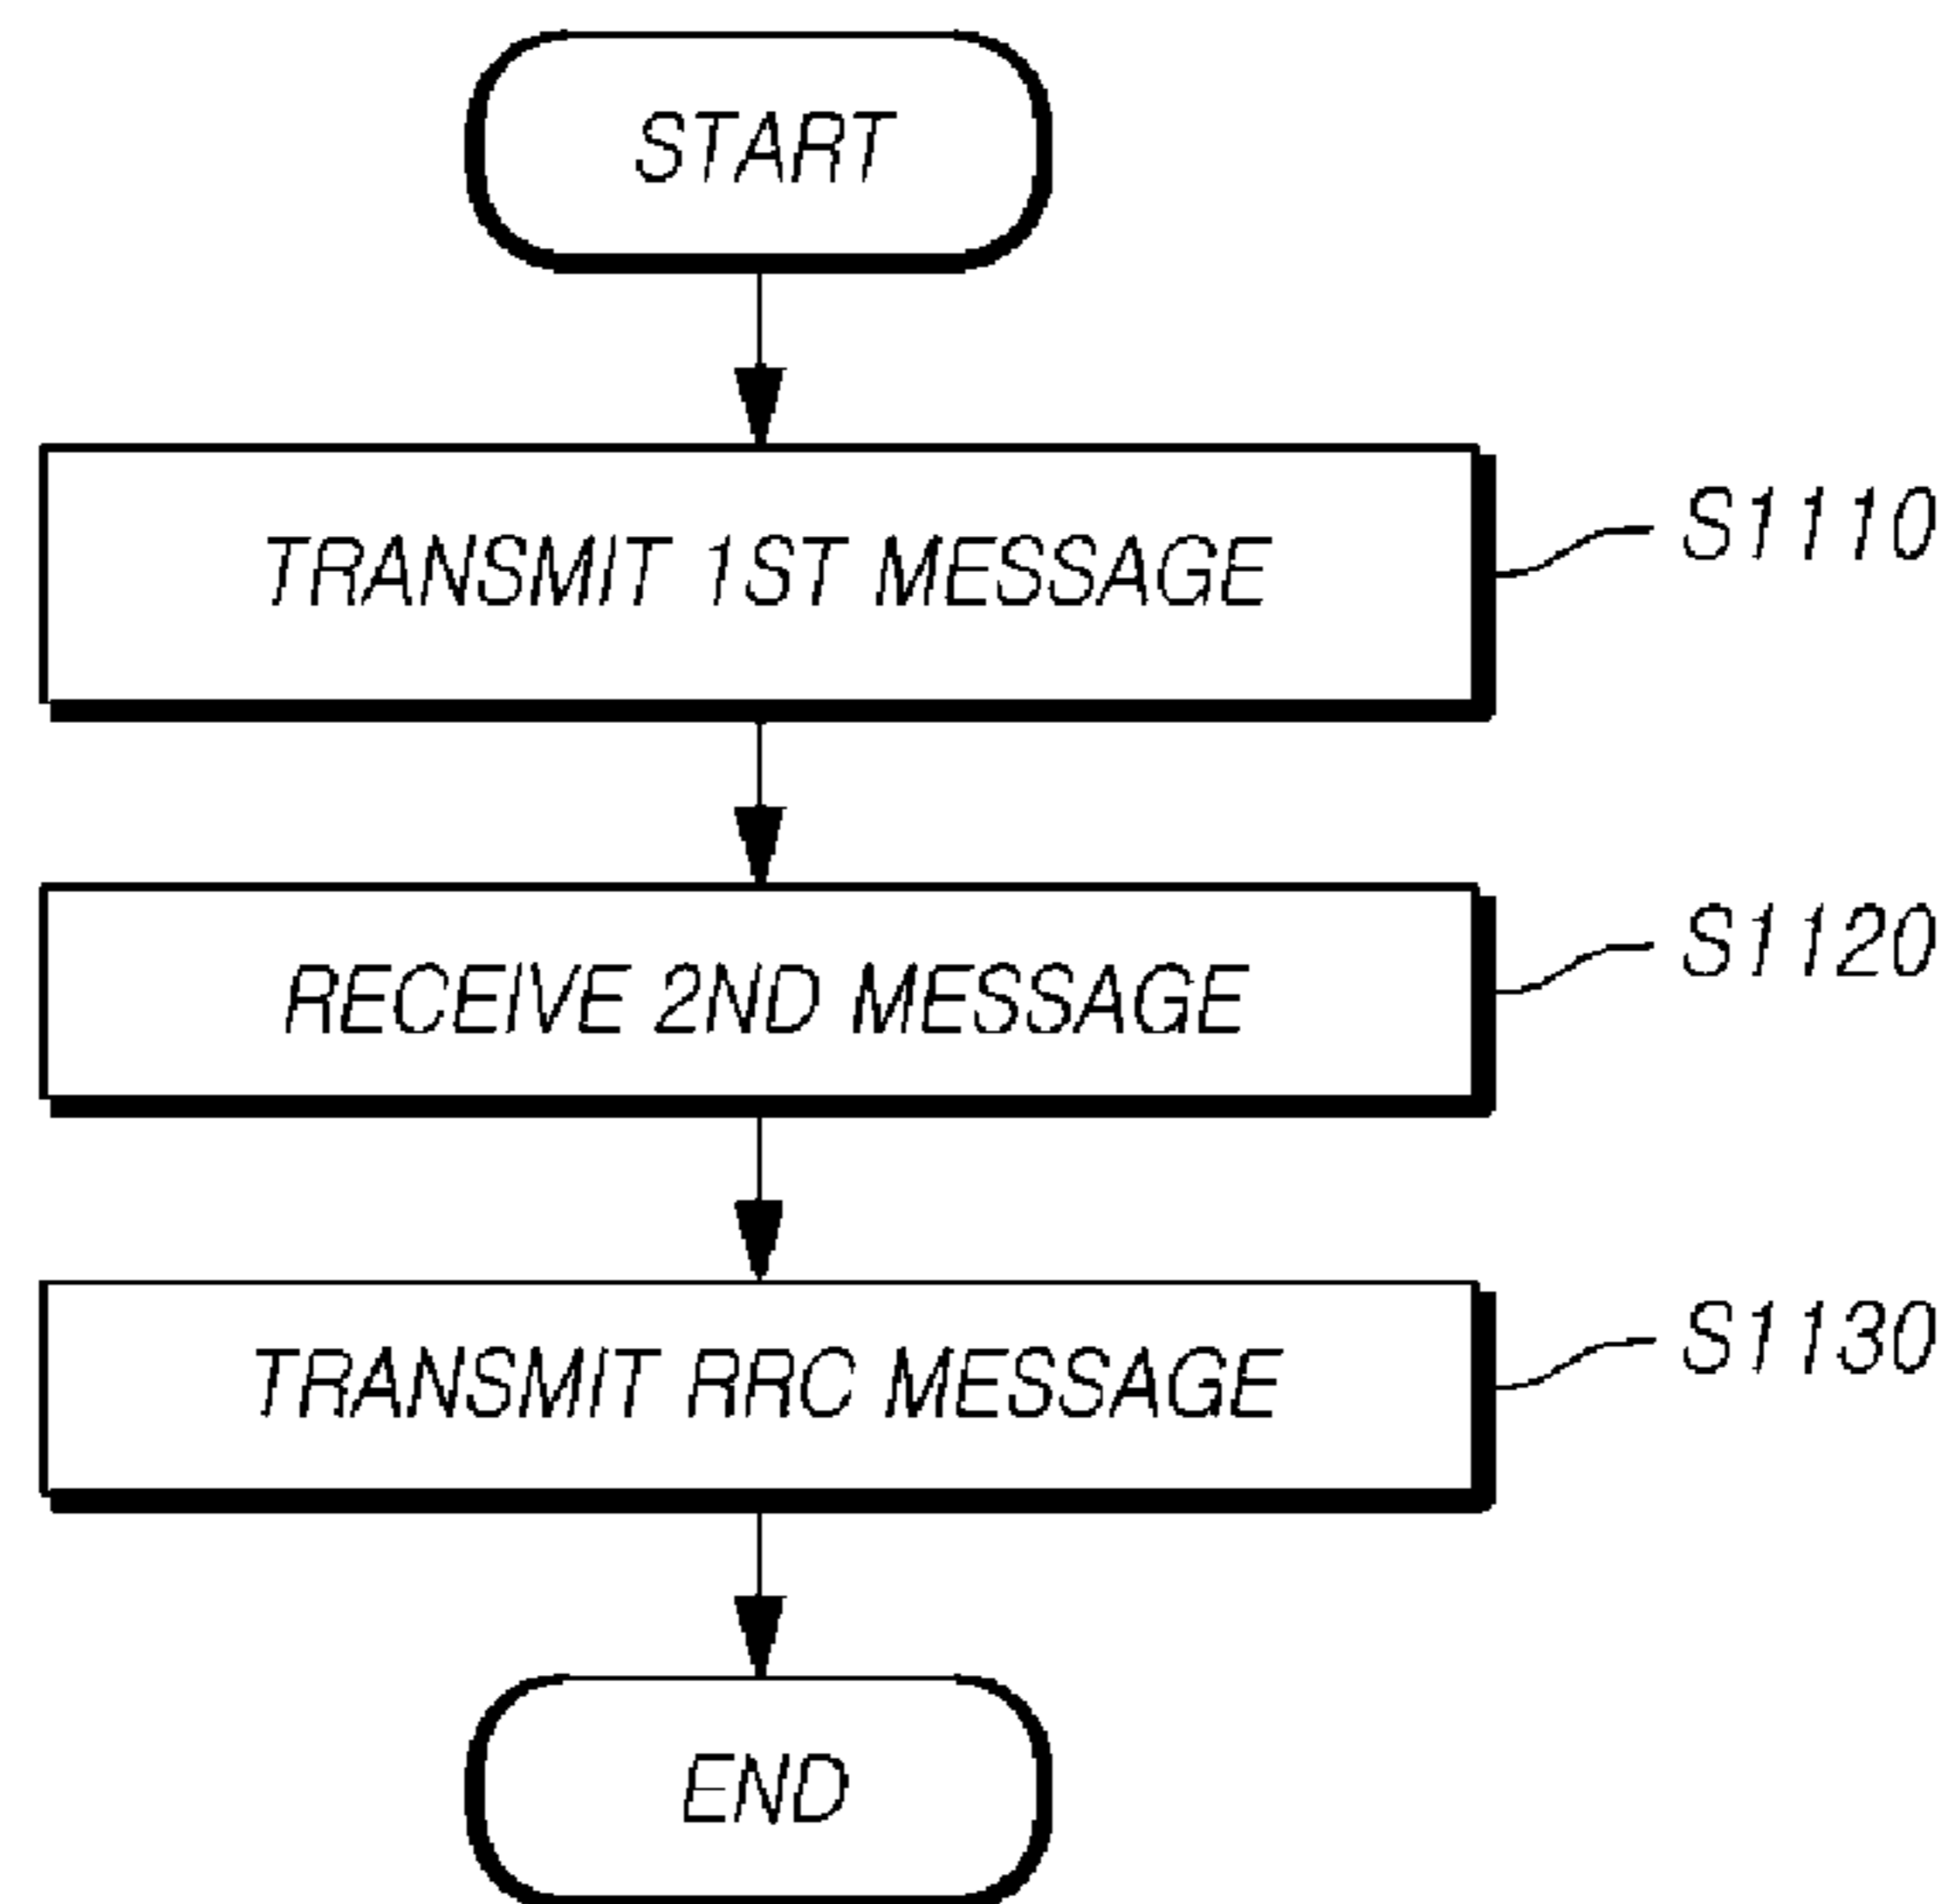 START
TRANSMIT 1ST MESSAGE
S1110
RECEIVE 2ND MESSAGE
S1120
TRANSMIT RRC MESSAGE
S1130
END